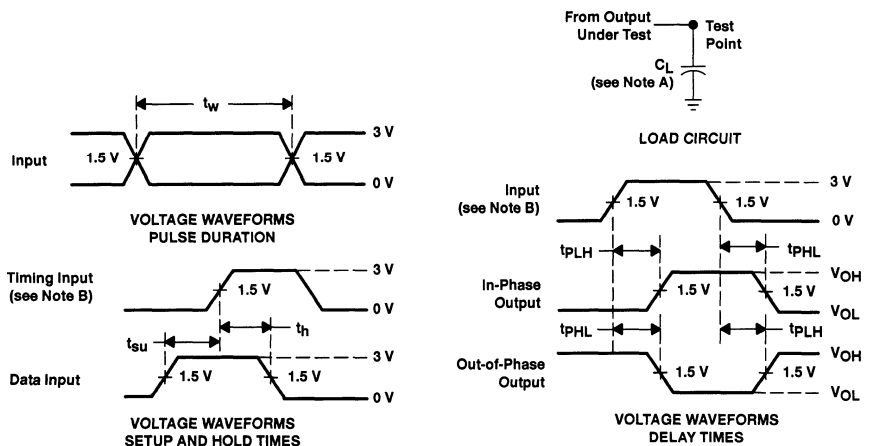 From Output
Under Test
Test
Point
CL
(see Note A)
LOAD CIRCUIT
tw
3 V
Input
1.5 V
1.5 V
0 V
VOLTAGE WAVEFORMS
PULSE DURATION
Timing Input
(see Note B)
3 V
1.5 V
0 V
th
tsu
3 V
Data Input
1.5 V
1.5 V
0 V
VOLTAGE WAVEFORMS
SETUP AND HOLD TIMES
Input
(see Note B)
3 V
1.5 V
1.5 V
0 V
tPLH
tPHL
In-Phase
Output
VOH
1.5 V
1.5 V
VOL
tPHL
tPLH
Out-of-Phase
Output
VOH
1.5 V
1.5 V
VOL
VOLTAGE WAVEFORMS
DELAY TIMES